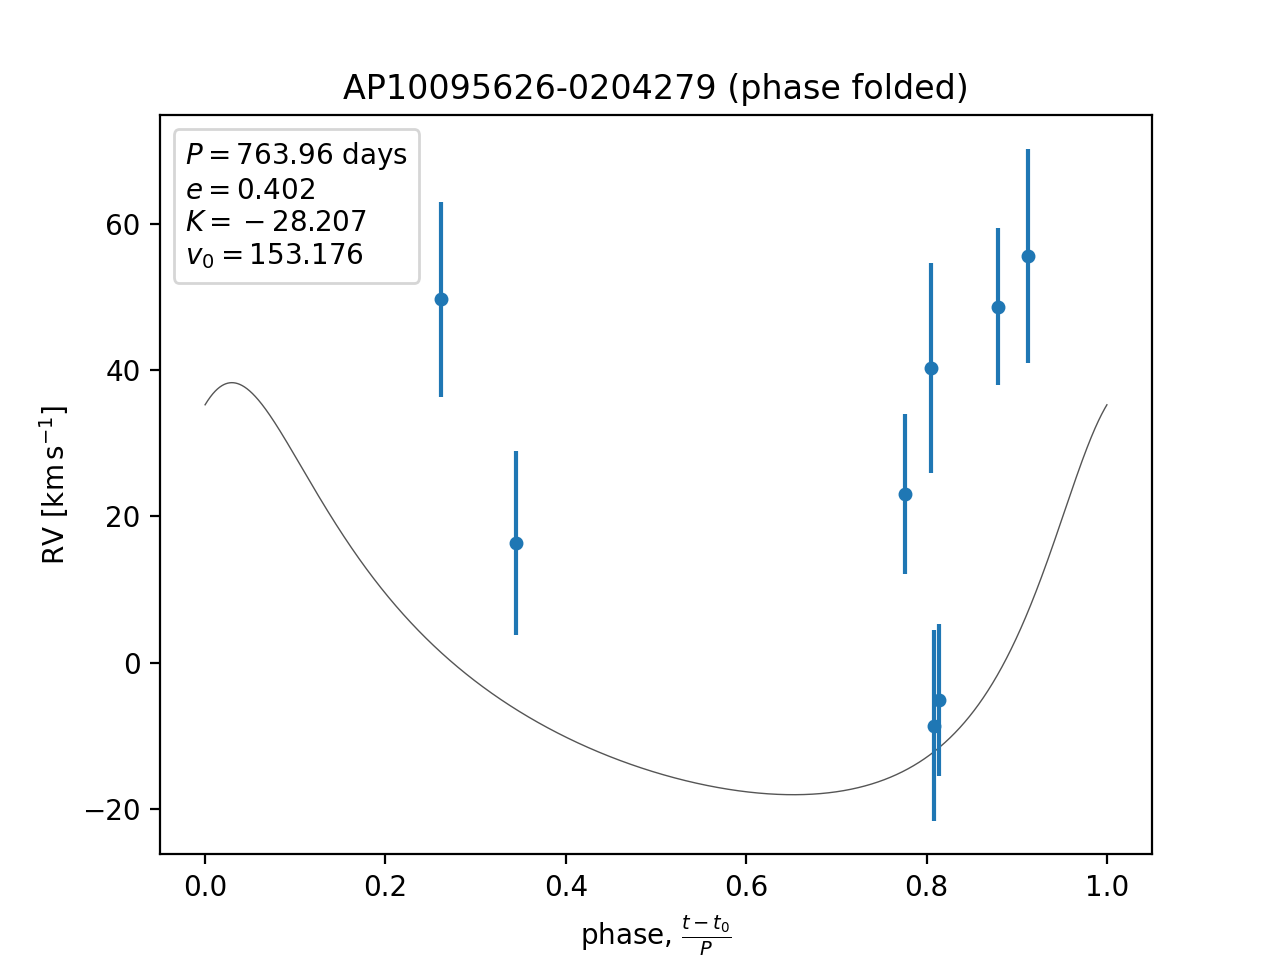 AP10095626-0204279 (phase folded)
P = 763.96 days
e = 0.402
K = −28.207
v₀ = 153.176
60
40
20
0
−20
RV [km s⁻¹]
0.0 0.2 0.4 0.6 0.8 1.0
phase, (t − t₀)/P